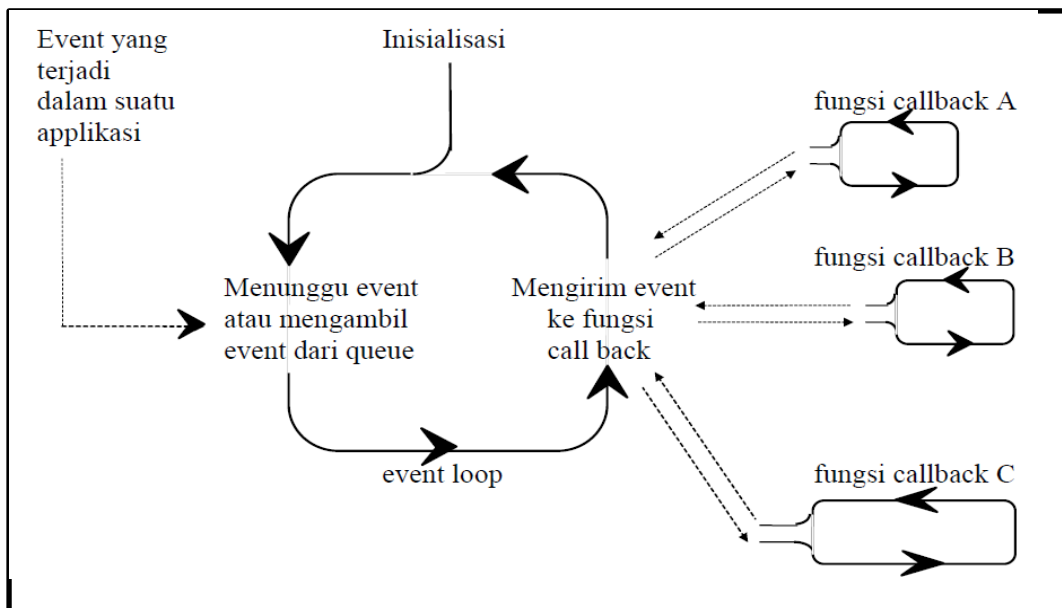 Event yang
terjadi
dalam suatu
applikasi
Inisialisasi
fungsi callback A
fungsi callback B
Menunggu event
atau mengambil
event dari queue
Mengirim event
ke fungsi
call back
event loop
fungsi callback C